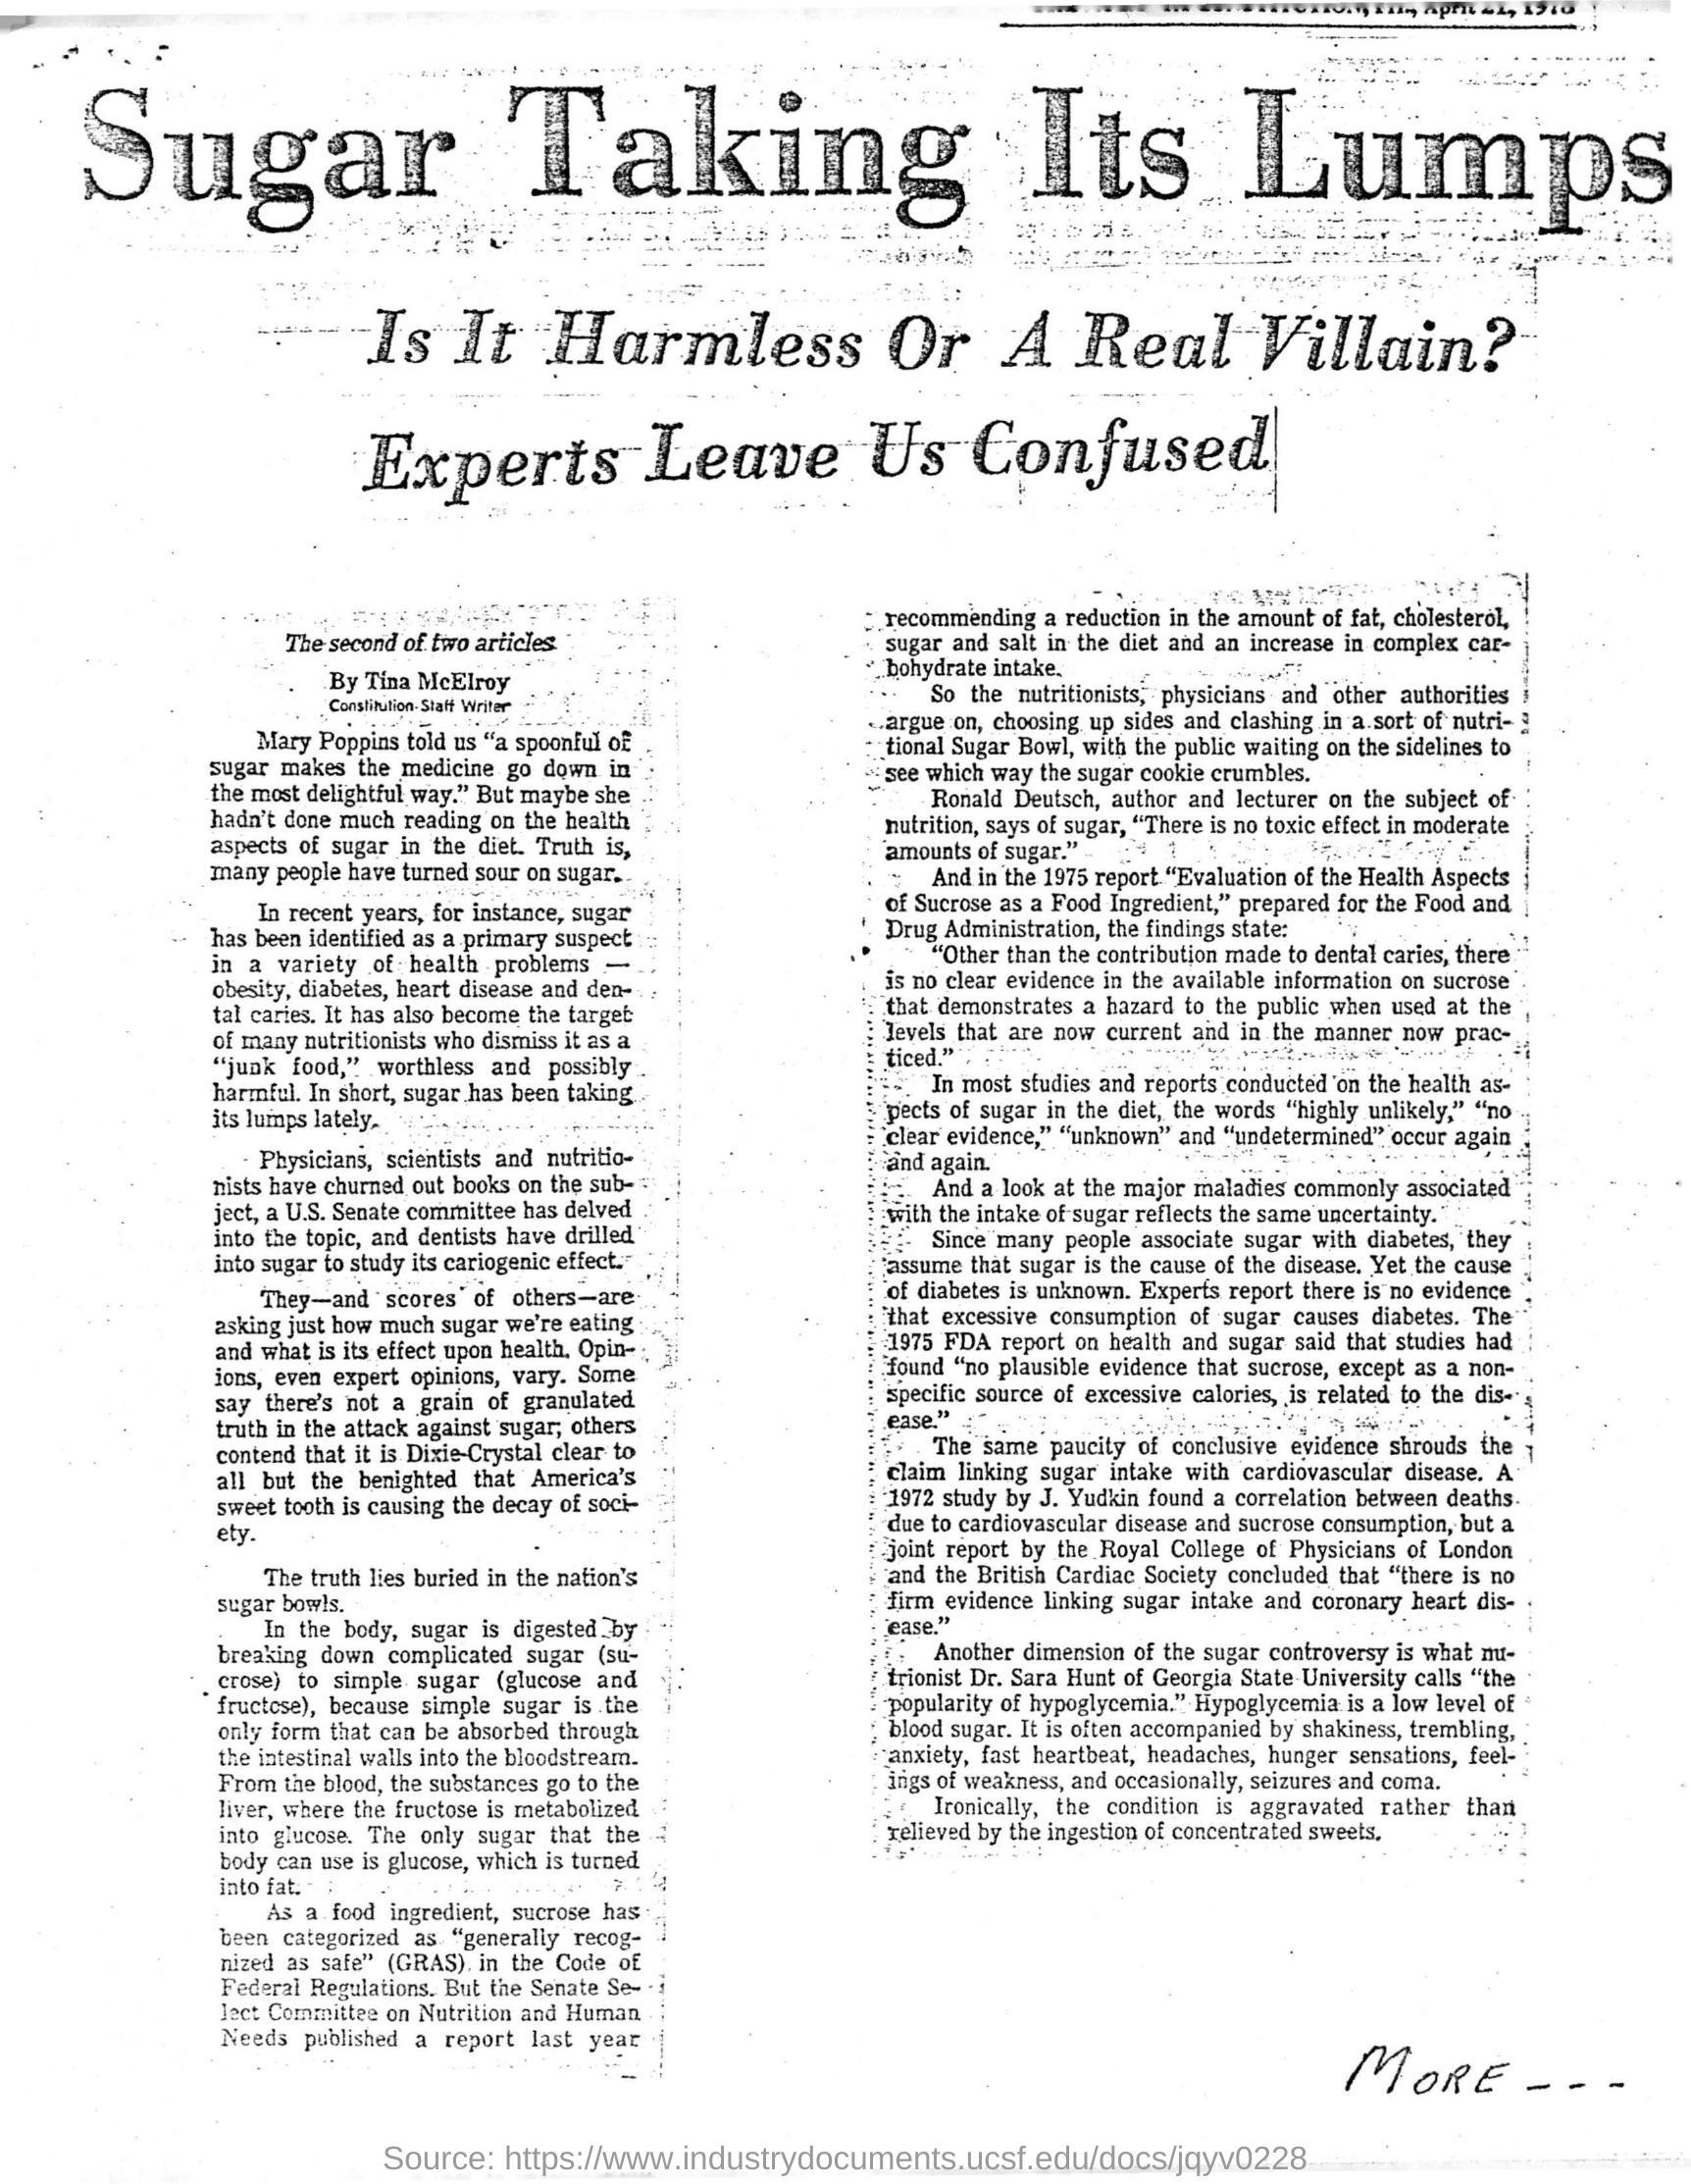 April 21, 1978
Sugar Taking Its Lumps
Is It Harmless Or A Real Villain?
Experts Leave Us Confused
The second of two articles
By Tina McElroy
Constitution Staff Writer
Mary Poppins told us “a spoonful of
sugar makes the medicine go down in
the most delightful way.” But maybe she
hadn't done much reading on the health
aspects of sugar in the diet. Truth is,
many people have turned sour on sugar.
In recent years, for instance, sugar
has been identified as a primary suspect
in a variety of health problems —
obesity, diabetes, heart disease and den-
tal caries. It has also become the target
of many nutritionists who dismiss it as a
“junk food,” worthless and possibly
harmful. In short, sugar has been taking
its lumps lately.
Physicians, scientists and nutritio-
nists have churned out books on the sub-
ject, a U.S. Senate committee has delved
into the topic, and dentists have drilled
into sugar to study its cariogenic effect.
They—and scores of others—are
asking just how much sugar we're eating
and what is its effect upon health. Opin-
ions, even expert opinions, vary. Some
say there's not a grain of granulated
truth in the attack against sugar; others
contend that it is Dixie-Crystal clear to
all but the benighted that America's
sweet tooth is causing the decay of soci-
ety.
The truth lies buried in the nation's
sugar bowls.
In the body, sugar is digested by
breaking down complicated sugar (su-
crose) to simple sugar (glucose and
fructose), because simple sugar is the
only form that can be absorbed through
the intestinal walls into the bloodstream.
From the blood, the substances go to the
liver, where the fructose is metabolized
into glucose. The only sugar that the
body can use is glucose, which is turned
into fat.
As a food ingredient, sucrose has
been categorized as “generally recog-
nized as safe” (GRAS) in the Code of
Federal Regulations. But the Senate Se-
lect Committee on Nutrition and Human
Needs published a report last year
recommending a reduction in the amount of fat, cholesterol,
sugar and salt in the diet and an increase in complex car-
bohydrate intake.
So the nutritionists, physicians and other authorities
argue on, choosing up sides and clashing in a sort of nutri-
tional Sugar Bowl, with the public waiting on the sidelines to
see which way the sugar cookie crumbles.
Ronald Deutsch, author and lecturer on the subject of
nutrition, says of sugar, “There is no toxic effect in moderate
amounts of sugar.”
And in the 1975 report “Evaluation of the Health Aspects
of Sucrose as a Food Ingredient,” prepared for the Food and
Drug Administration, the findings state:
“Other than the contribution made to dental caries, there
is no clear evidence in the available information on sucrose
that demonstrates a hazard to the public when used at the
levels that are now current and in the manner now prac-
ticed.”
In most studies and reports conducted on the health as-
pects of sugar in the diet, the words “highly unlikely,” “no
clear evidence,” “unknown” and “undetermined” occur again
and again.
And a look at the major maladies commonly associated
with the intake of sugar reflects the same uncertainty.
Since many people associate sugar with diabetes, they
assume that sugar is the cause of the disease. Yet the cause
of diabetes is unknown. Experts report there is no evidence
that excessive consumption of sugar causes diabetes. The
1975 FDA report on health and sugar said that studies had
found “no plausible evidence that sucrose, except as a non-
specific source of excessive calories, is related to the dis-
ease.”
The same paucity of conclusive evidence shrouds the
claim linking sugar intake with cardiovascular disease. A
1972 study by J. Yudkin found a correlation between deaths
due to cardiovascular disease and sucrose consumption, but a
joint report by the Royal College of Physicians of London
and the British Cardiac Society concluded that “there is no
firm evidence linking sugar intake and coronary heart dis-
ease.”
Another dimension of the sugar controversy is what nu-
trionist Dr. Sara Hunt of Georgia State University calls “the
popularity of hypoglycemia.” Hypoglycemia is a low level of
blood sugar. It is often accompanied by shakiness, trembling,
anxiety, fast heartbeat, headaches, hunger sensations, feel-
ings of weakness, and occasionally, seizures and coma.
Ironically, the condition is aggravated rather than
relieved by the ingestion of concentrated sweets.
MORE ---
Source: https://www.industrydocuments.ucsf.edu/docs/jqyv0228